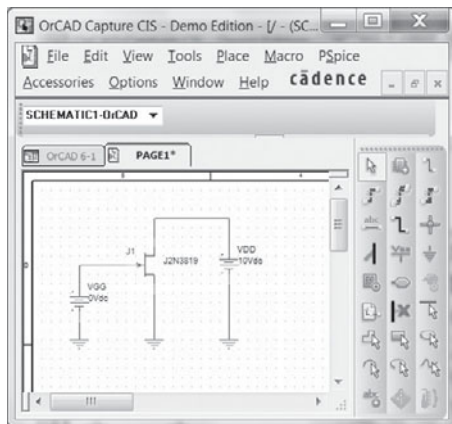 OrCAD Capture CIS - Demo Edition - [/ - (SC...
File Edit View Tools Place Macro PSpice
Accessories Options Window Help cādence
SCHEMATIC1-OrCAD
OrCAD 6-1 PAGE1*
J1
J2N3819
VDD
10Vdc
VGG
0Vdc